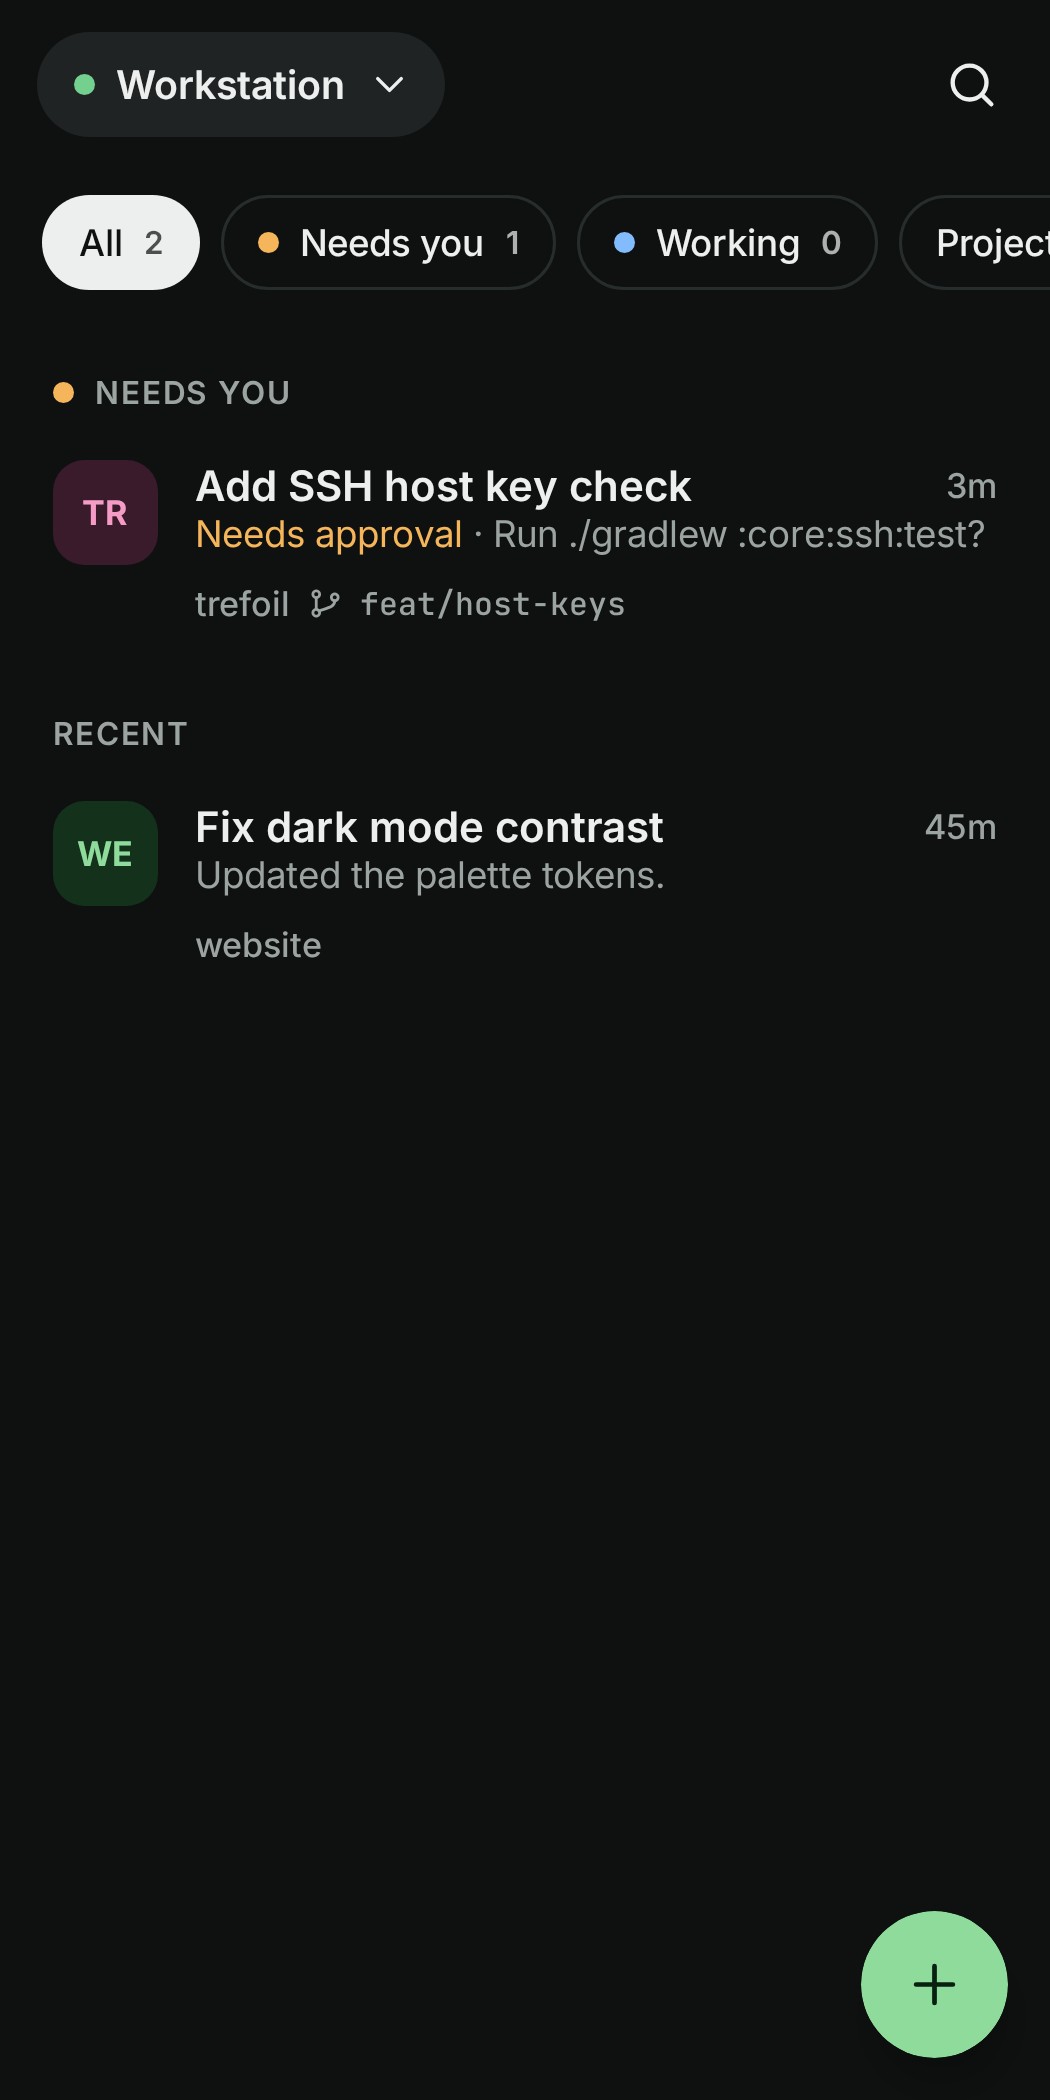 Workstation
All 2 Needs you 1 Working 0 Project
NEEDS YOU
TR Add SSH host key check 3m
Needs approval · Run ./gradlew :core:ssh:test?
trefoil feat/host-keys
RECENT
WE Fix dark mode contrast 45m
Updated the palette tokens.
website